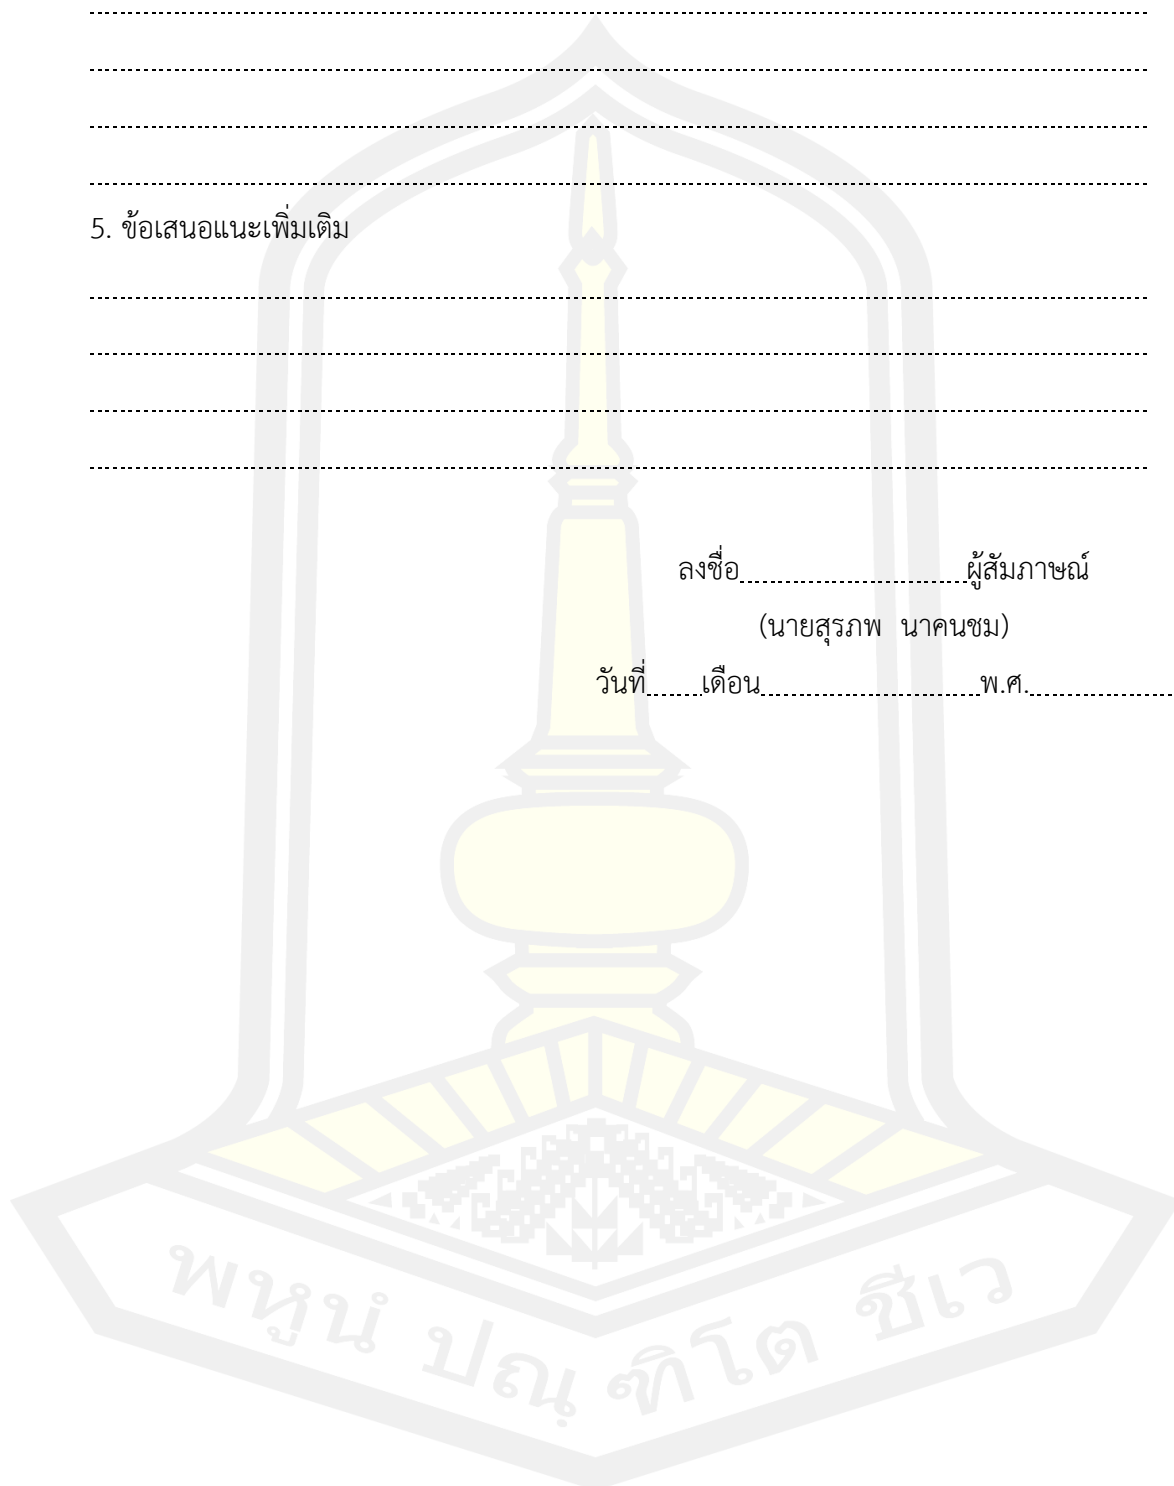 5. ข้อเสนอแนะเพิ่มเติม
ลงชื่อ ผู้สัมภาษณ์
(นายสุรภพ นาคนชม)
วันที่ เดือน พ.ศ.
พหูนํ ปณฺฑิโต ชีเว